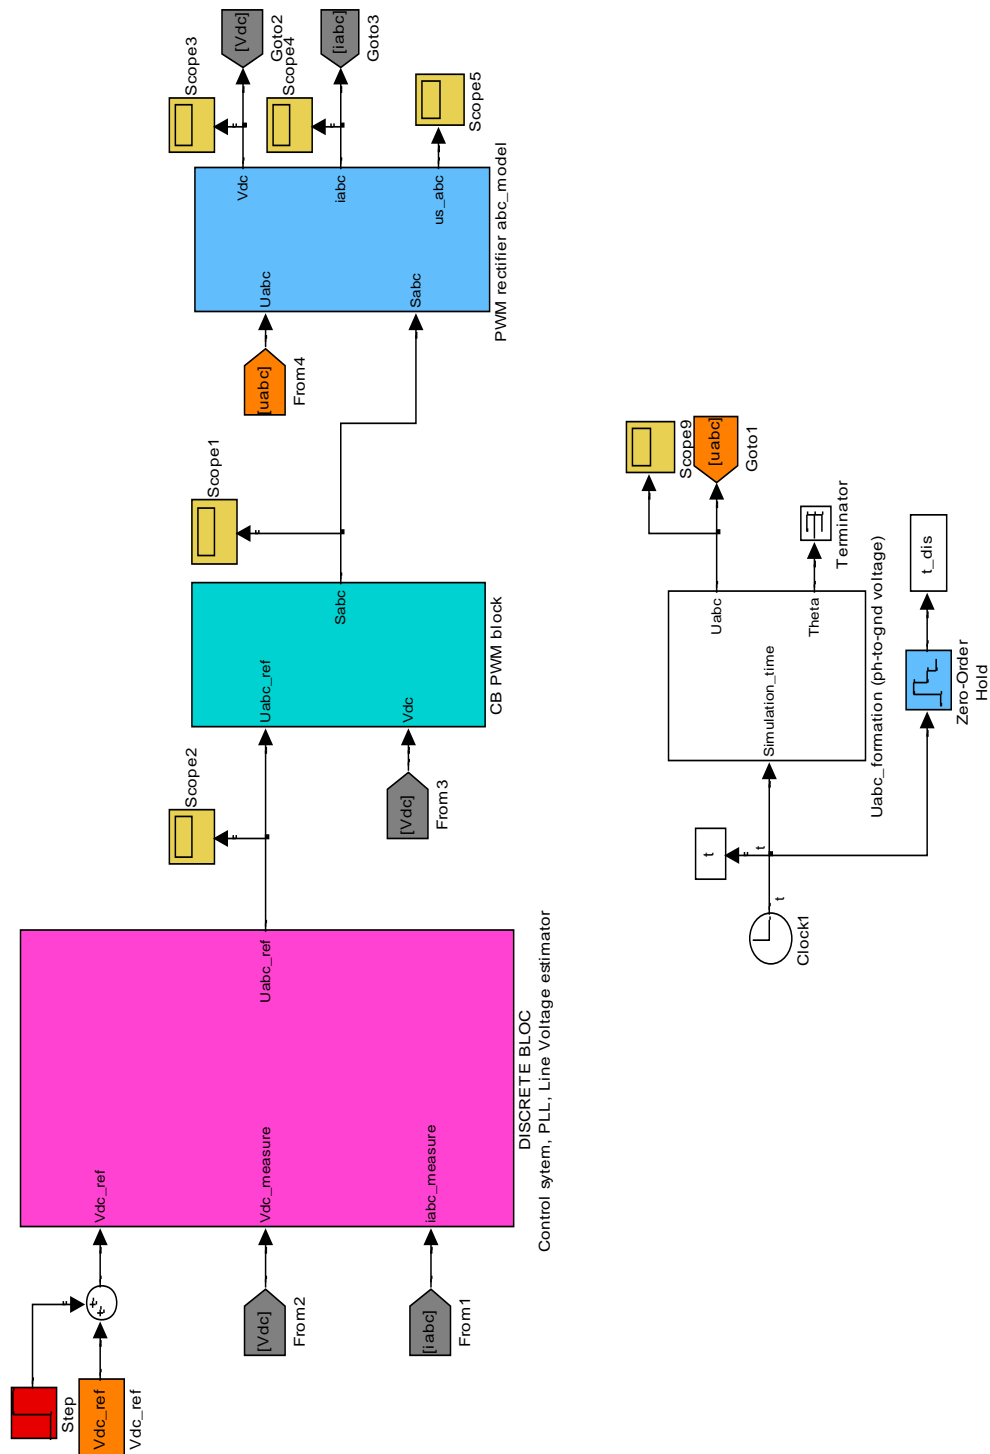 Step
Vdc_ref
Vdc_ref
[Vdc]
From2
[iabc]
From1
Vdc_ref
Vdc_measure
iabc_measure
Uabc_ref
DISCRETE BLOC
Control sytem, PLL, Line Voltage estimator
Scope2
[Vdc]
From3
Uabc_ref
Vdc
Sabc
CB PWM block
Scope1
[uabc]
From4
Uabc
Sabc
Vdc
iabc
us_abc
PWM rectifier abc_model
Scope3
[Vdc]
Goto2
Scope4
[iabc]
Goto3
Scope5
Clock1
t
t
t
Simulation_time
Uabc
Theta
Uabc_formation (ph-to-gnd voltage)
Scope9
[uabc]
Goto1
Terminator
Zero-Order
Hold
t_dis